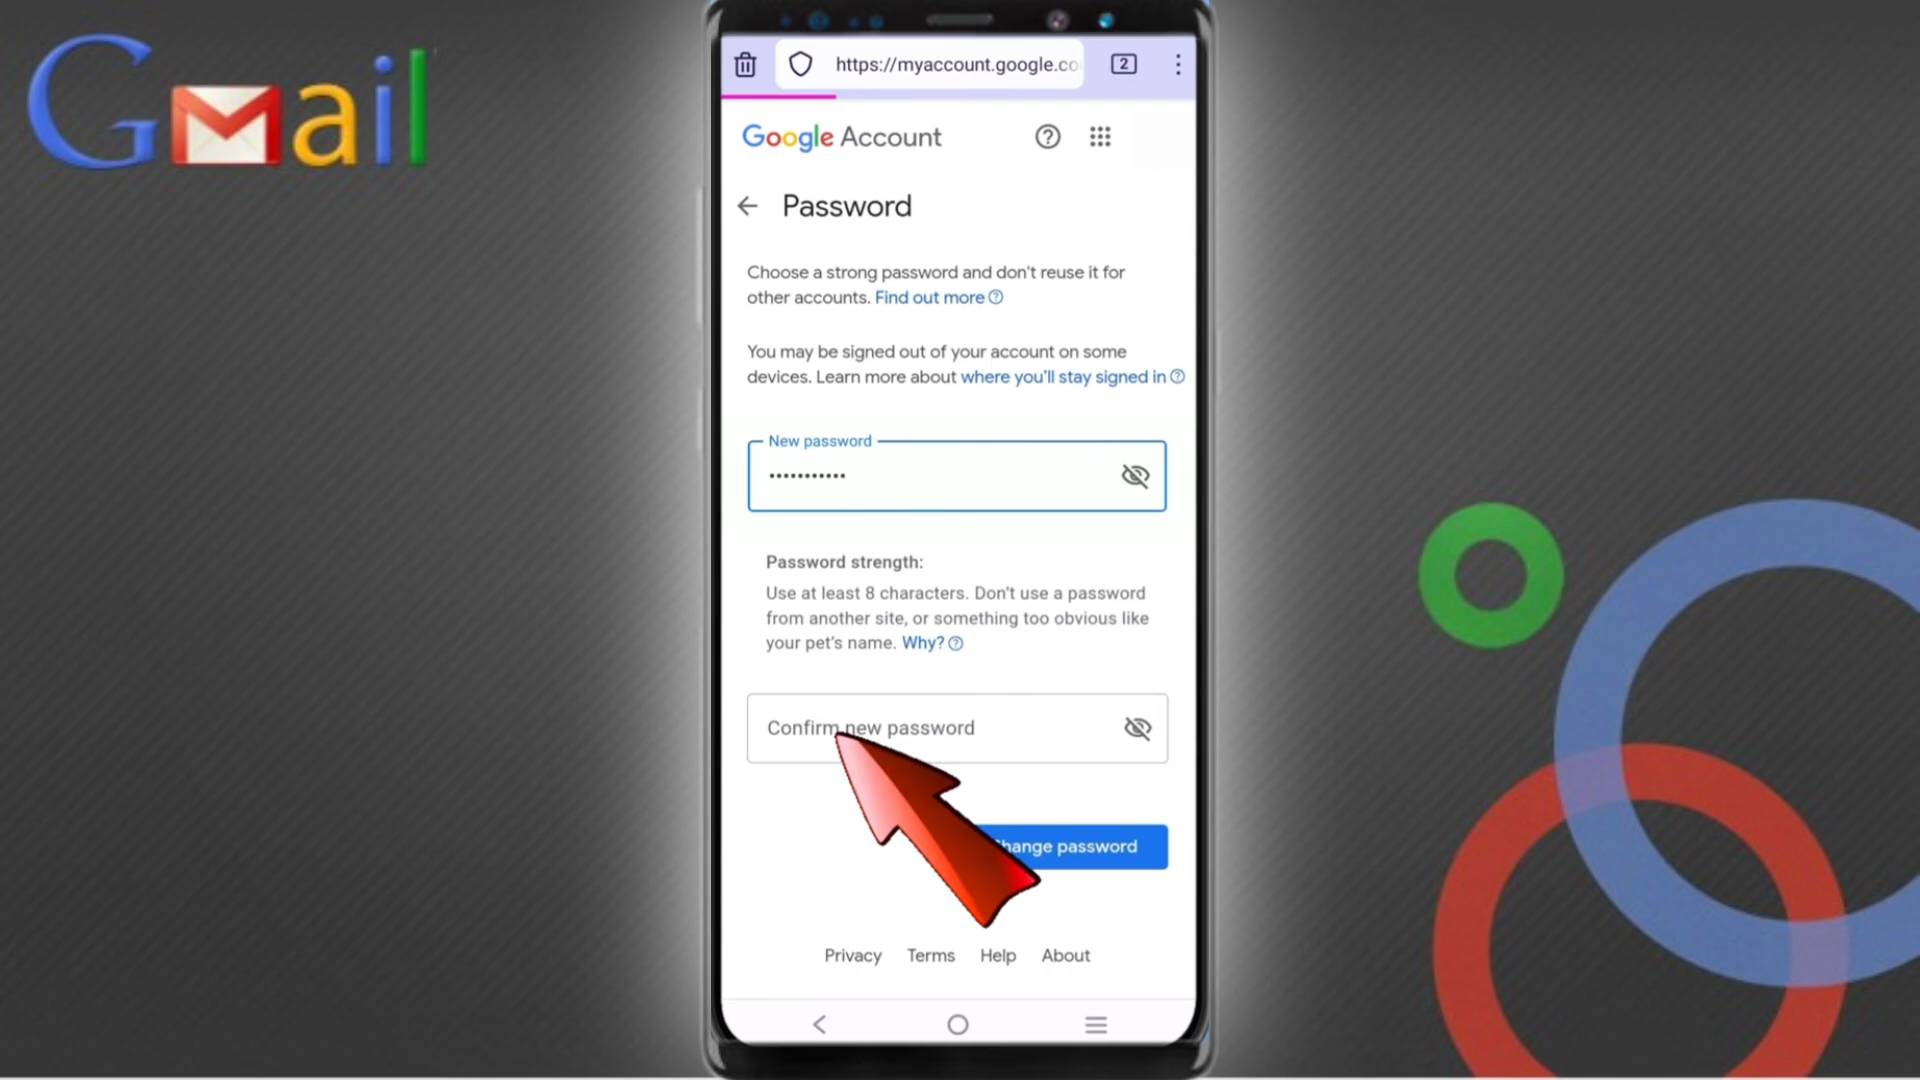 Gmail
https://myaccount.google.co
2
Google Account
Password
Choose a strong password and don't reuse it for
other accounts. Find out more
You may be signed out of your account on some
devices. Learn more about where you'll stay signed in
New password
•••••••••••
Password strength:
Use at least 8 characters. Don't use a password
from another site, or something too obvious like
your pet's name. Why?
Confirm new password
hange password
Privacy Terms Help About